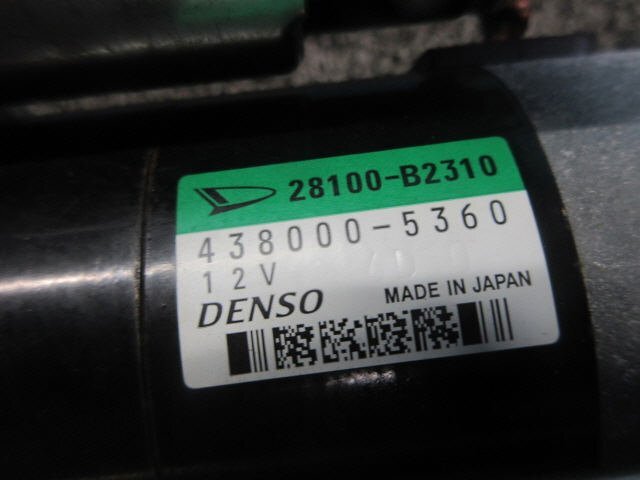 28100-B2310
438000-5360
12V
DENSO MADE IN JAPAN